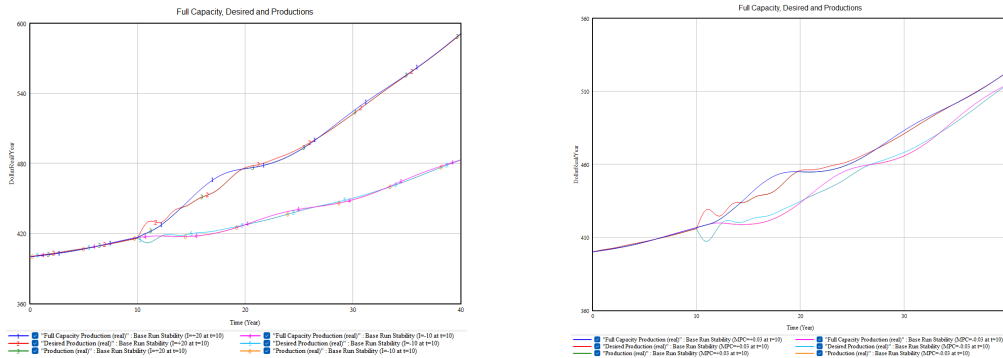 Full Capacity, Desired and Productions
600
540
480
420
360
DollarReal/Year
0 10 20 30 40
Time (Year)
"Full Capacity Production (real)" : Base Run Stability (I=+20 at t=10)
"Desired Production (real)" : Base Run Stability (I=+20 at t=10)
"Production (real)" : Base Run Stability (I=+20 at t=10)
"Full Capacity Production (real)" : Base Run Stability (I=-10 at t=10)
"Desired Production (real)" : Base Run Stability (I=-10 at t=10)
"Production (real)" : Base Run Stability (I=-10 at t=10)
Full Capacity, Desired and Productions
560
510
460
410
360
DollarReal/Year
0 10 20 30
Time (Year)
"Full Capacity Production (real)" : Base Run Stability (MPC=+0.03 at t=10)
"Desired Production (real)" : Base Run Stability (MPC=+0.03 at t=10)
"Production (real)" : Base Run Stability (MPC=+0.03 at t=10)
"Full Capacity Production (real)" : Base Run Stability (MPC=-0.03 at t=10)
"Desired Production (real)" : Base Run Stability (MPC=-0.03 at t=10)
"Production (real)" : Base Run Stability (MPC=-0.03 at t=10)